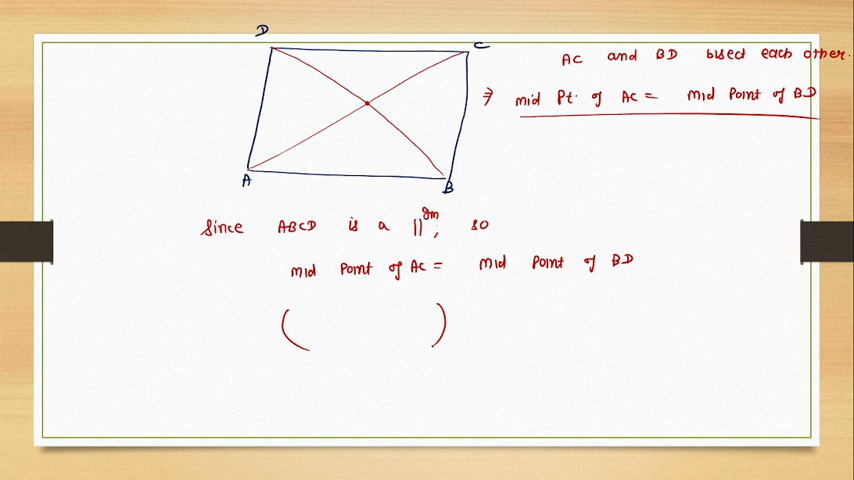 D
C
AC and BD bisect each other.
⇒ mid Pt. of AC = mid Point of BD
A
B
Since ABCD is a ||gm; so
mid Point of AC = mid Point of BD
( )